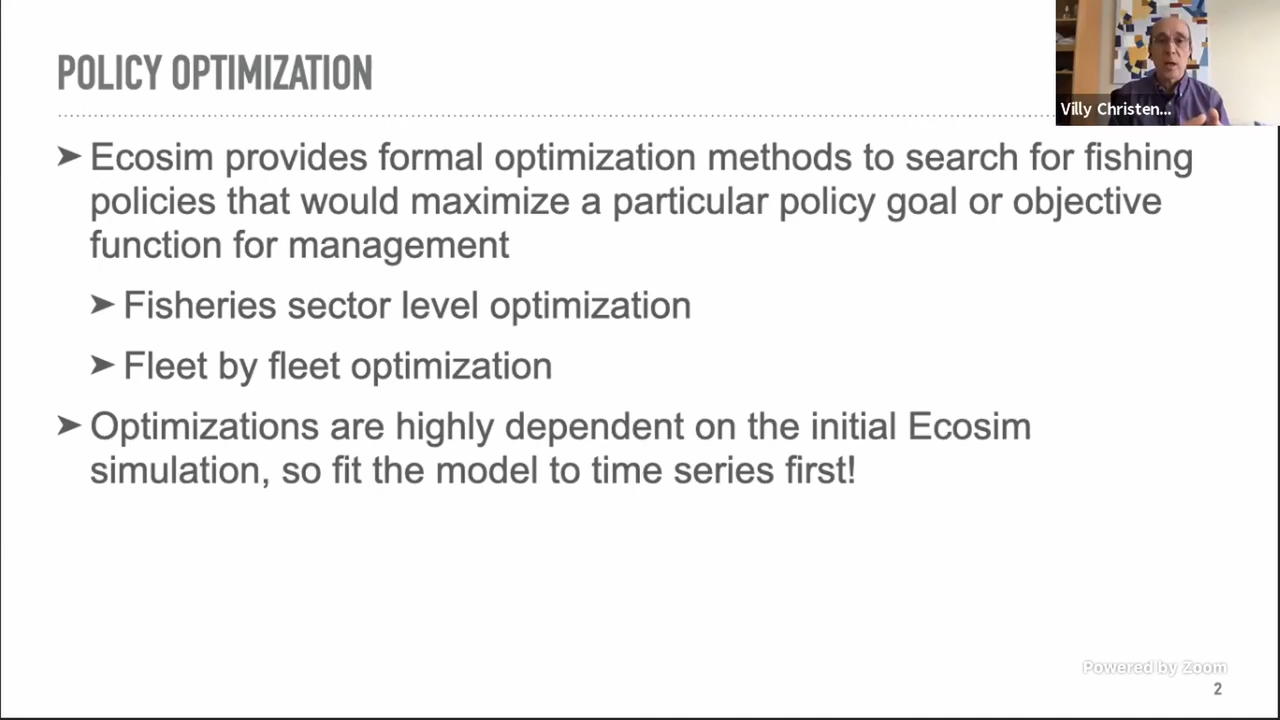 POLICY OPTIMIZATION
Villy Christen...
➤ Ecosim provides formal optimization methods to search for fishing
policies that would maximize a particular policy goal or objective
function for management
➤ Fisheries sector level optimization
➤ Fleet by fleet optimization
➤ Optimizations are highly dependent on the initial Ecosim
simulation, so fit the model to time series first!
Powered by Zoom
2